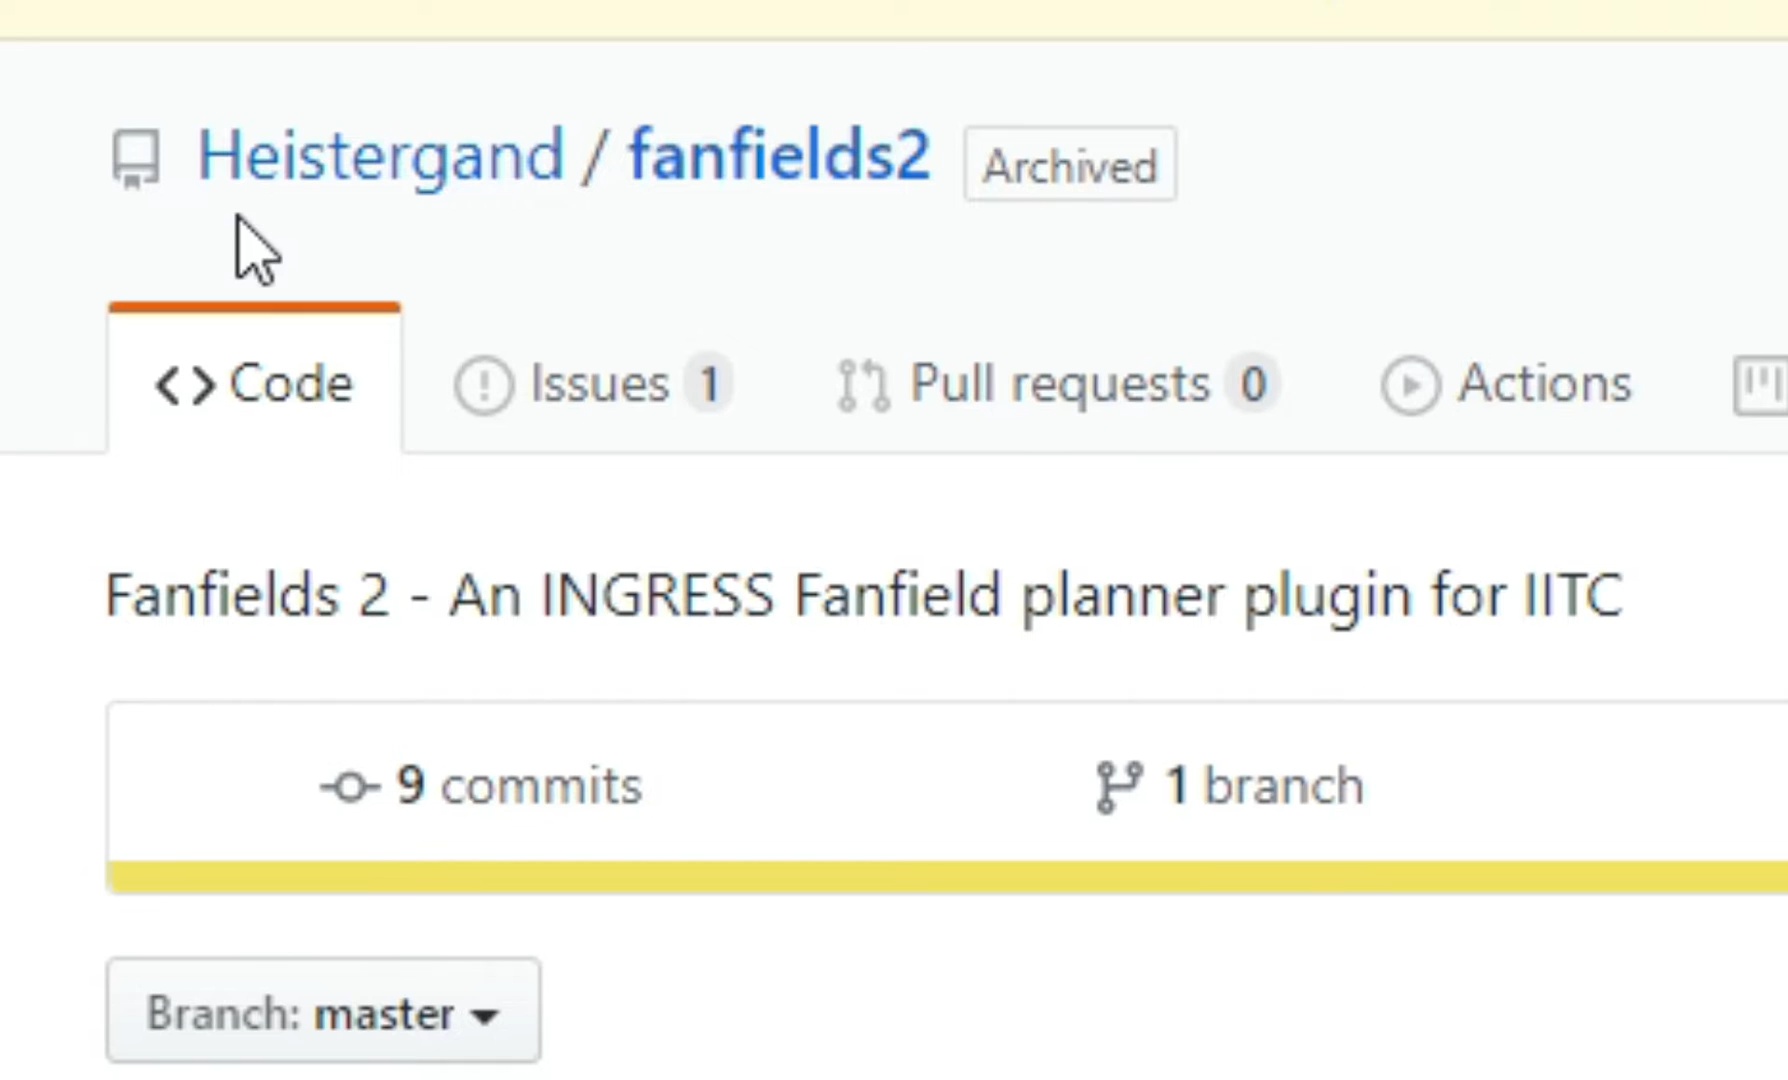 Heistergand / fanfields2 Archived
Code Issues 1 Pull requests 0 Actions
Fanfields 2 - An INGRESS Fanfield planner plugin for IITC
9 commits 1 branch
Branch: master